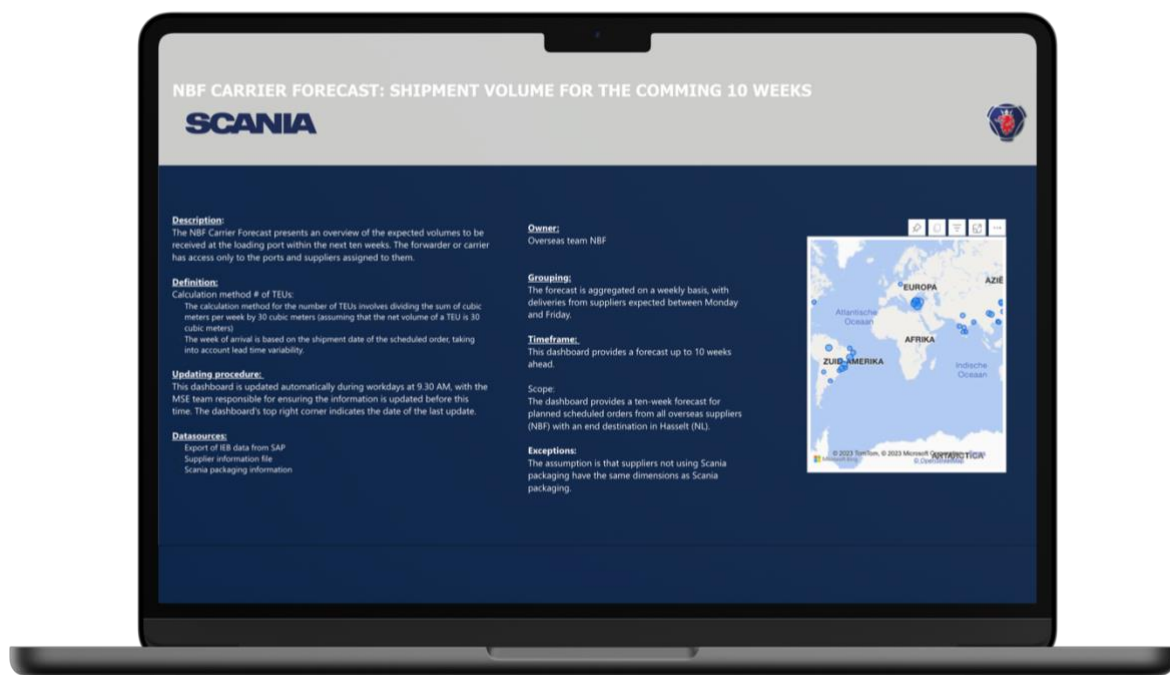 NBF CARRIER FORECAST: SHIPMENT VOLUME FOR THE COMMING 10 WEEKS
SCANIA
Description:
The NBF Carrier Forecast presents an overview of the expected volumes to be
received at the loading port within the next ten weeks. The forwarder or carrier
has access only to the ports and suppliers assigned to them.
Definition:
Calculation method # of TEUs:
The calculation method for the number of TEUs involves dividing the sum of cubic
meters per week by 30 cubic meters (assuming that the net volume of a TEU is 30
cubic meters)
The week of arrival is based on the shipment date of the scheduled order, taking
into account lead time variability.
Updating procedure:
This dashboard is updated automatically during workdays at 9.30 AM, with the
MSE team responsible for ensuring the information is updated before this
time. The dashboard's top right corner indicates the date of the last update.
Datasources:
Export of IEB data from SAP
Supplier information file
Scania packaging information
Owner:
Overseas team NBF
Grouping:
The forecast is aggregated on a weekly basis, with
deliveries from suppliers expected between Monday
and Friday.
Timeframe:
This dashboard provides a forecast up to 10 weeks
ahead.
Scope:
The dashboard provides a ten-week forecast for
planned scheduled orders from all overseas suppliers
(NBF) with an end destination in Hasselt (NL).
Exceptions:
The assumption is that suppliers not using Scania
packaging have the same dimensions as Scania
packaging.
EUROPA
AZIË
Atlantische
Oceaan
AFRIKA
ZUID-AMERIKA
Indische
Oceaan
© 2023 TomTom, © 2023 Microsoft
ANTARCTICA
© OpenStreetMap